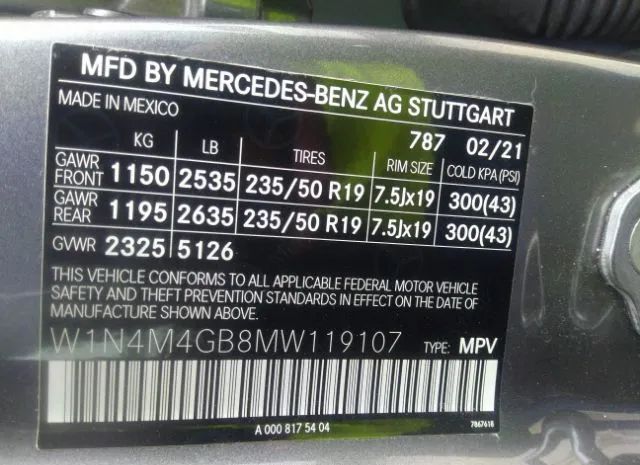 MFD BY MERCEDES-BENZ AG STUTTGART
MADE IN MEXICO 787 02/21
KG LB TIRES RIM SIZE COLD KPA (PSI)
GAWR FRONT 1150 2535 235/50 R19 7.5Jx19 300(43)
GAWR REAR 1195 2635 235/50 R19 7.5Jx19 300(43)
GVWR 2325 5126
THIS VEHICLE CONFORMS TO ALL APPLICABLE FEDERAL MOTOR VEHICLE
SAFETY AND THEFT PREVENTION STANDARDS IN EFFECT ON THE DATE
OF MANUFACTURE SHOWN ABOVE.
W1N4M4GB8MW119107 TYPE: MPV
A 000 817 54 04 7867618